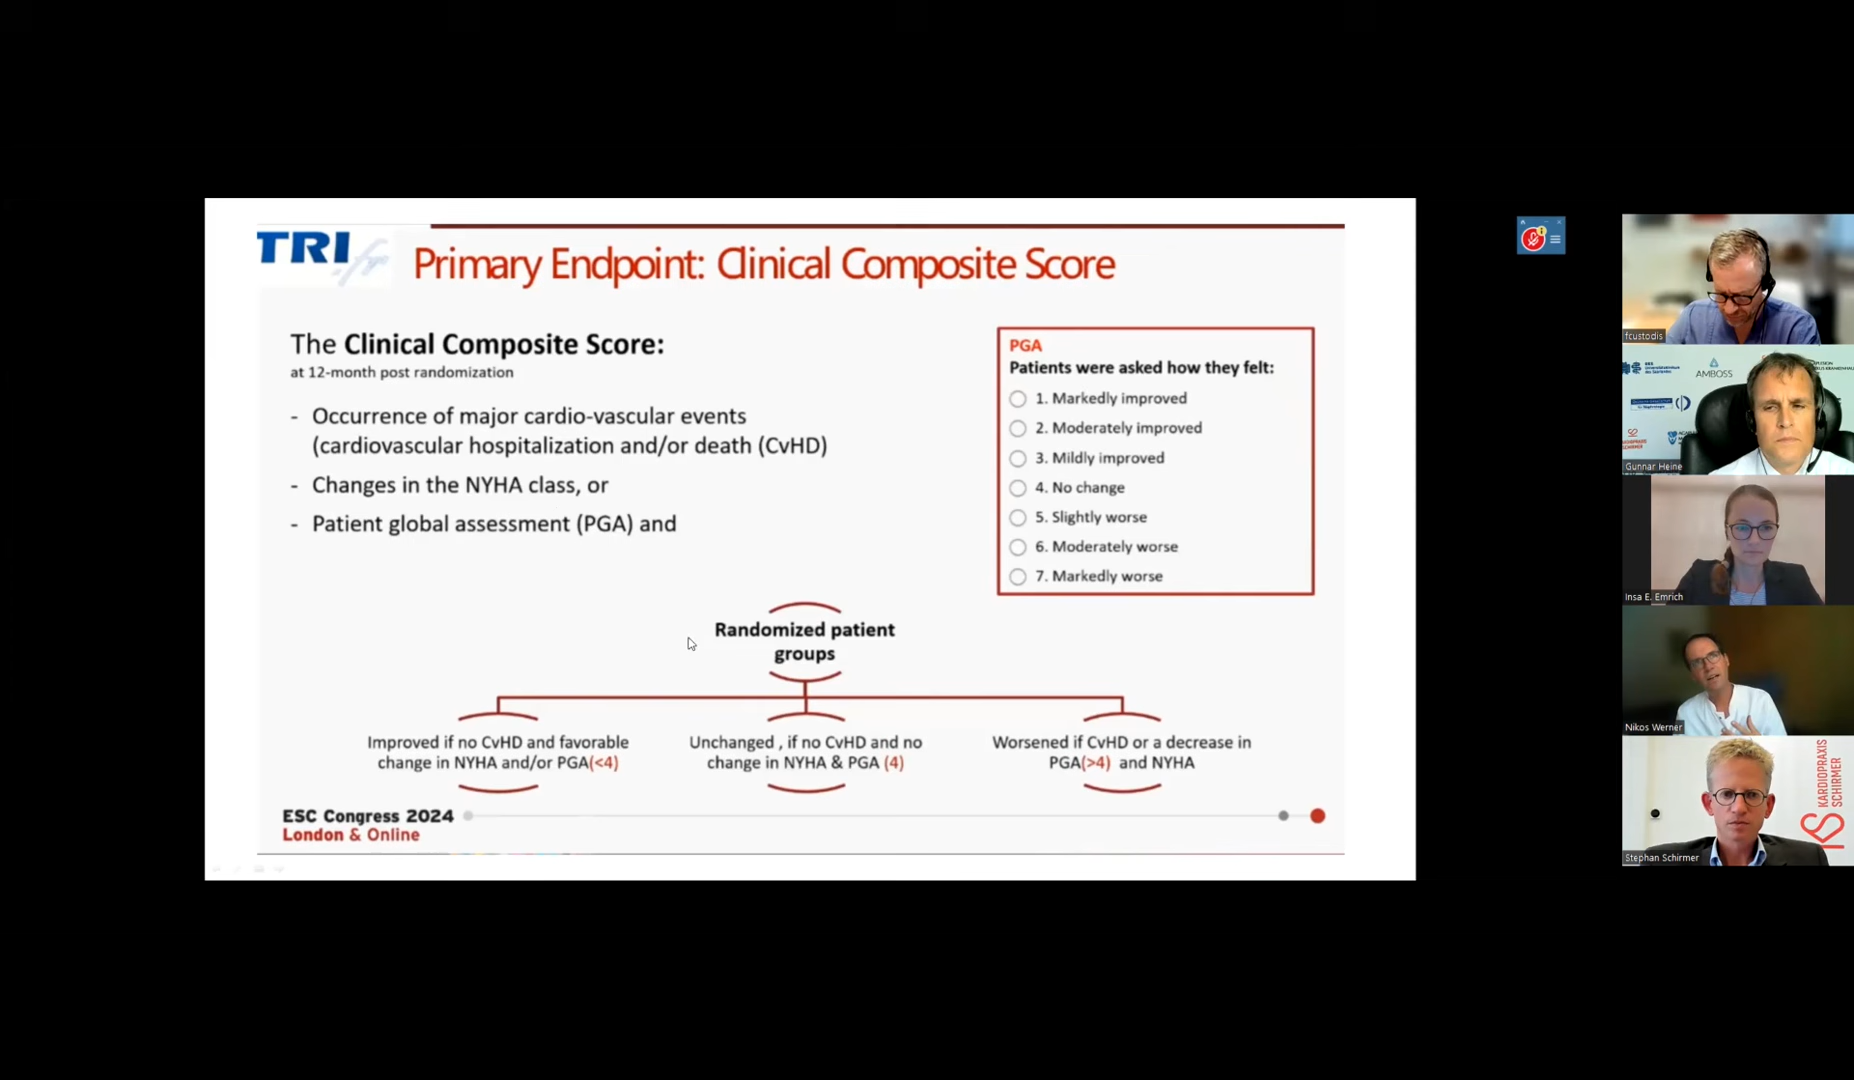 TRI.fr
Primary Endpoint: Clinical Composite Score
The Clinical Composite Score:
at 12-month post randomization
- Occurrence of major cardio-vascular events
(cardiovascular hospitalization and/or death (CvHD)
- Changes in the NYHA class, or
- Patient global assessment (PGA) and
PGA
Patients were asked how they felt:
1. Markedly improved
2. Moderately improved
3. Mildly improved
4. No change
5. Slightly worse
6. Moderately worse
7. Markedly worse
Randomized patient
groups
Improved if no CvHD and favorable
change in NYHA and/or PGA(<4)
Unchanged , if no CvHD and no
change in NYHA & PGA (4)
Worsened if CvHD or a decrease in
PGA(>4) and NYHA
ESC Congress 2024
London & Online
fcustodis
AMBOSS
Gunnar Heine
Insa E. Emrich
Nikos Werner
KARDIOPRAXIS
SCHIRMER
Stephan Schirmer